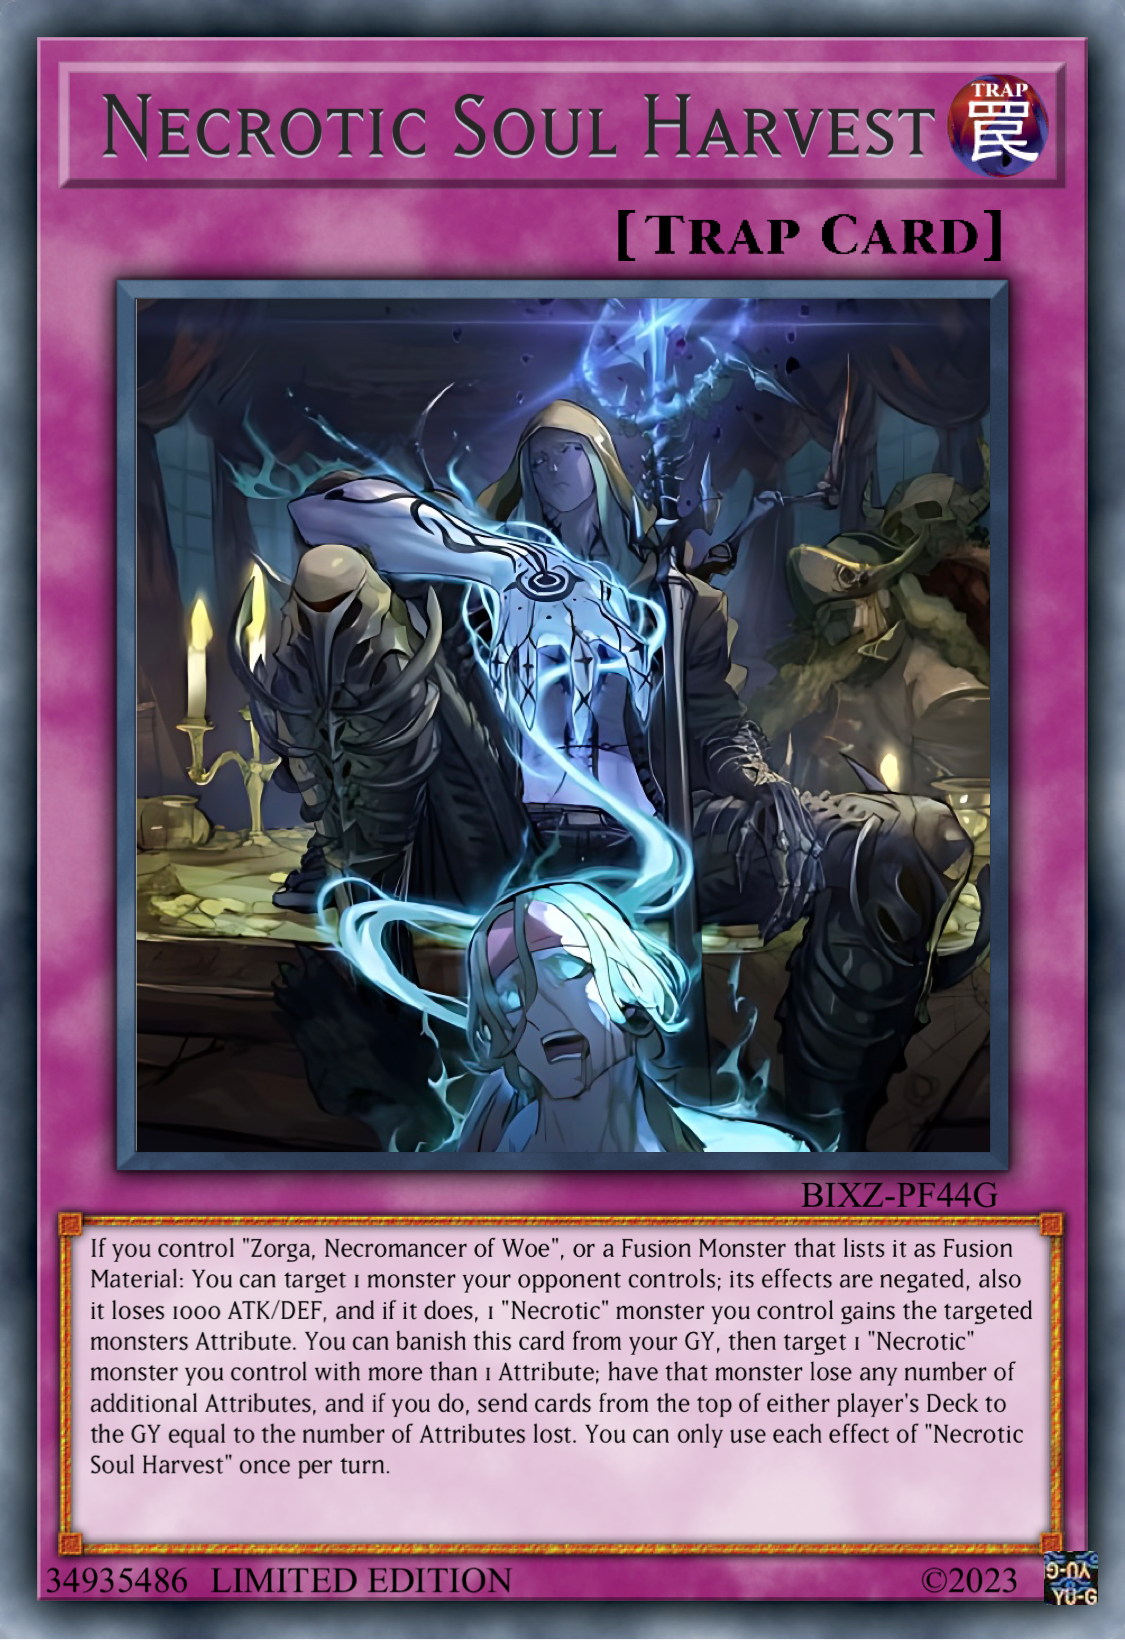 NECROTIC SOUL HARVEST
TRAP
罠
[TRAP CARD]
BIXZ-PF44G
If you control "Zorga, Necromancer of Woe", or a Fusion Monster that lists it as Fusion
Material: You can target 1 monster your opponent controls; its effects are negated, also
it loses 1000 ATK/DEF, and if it does, 1 "Necrotic" monster you control gains the targeted
monsters Attribute. You can banish this card from your GY, then target 1 "Necrotic"
monster you control with more than 1 Attribute; have that monster lose any number of
additional Attributes, and if you do, send cards from the top of either player's Deck to
the GY equal to the number of Attributes lost. You can only use each effect of "Necrotic
Soul Harvest" once per turn.
34935486 LIMITED EDITION
©2023
YU-G
YU-G